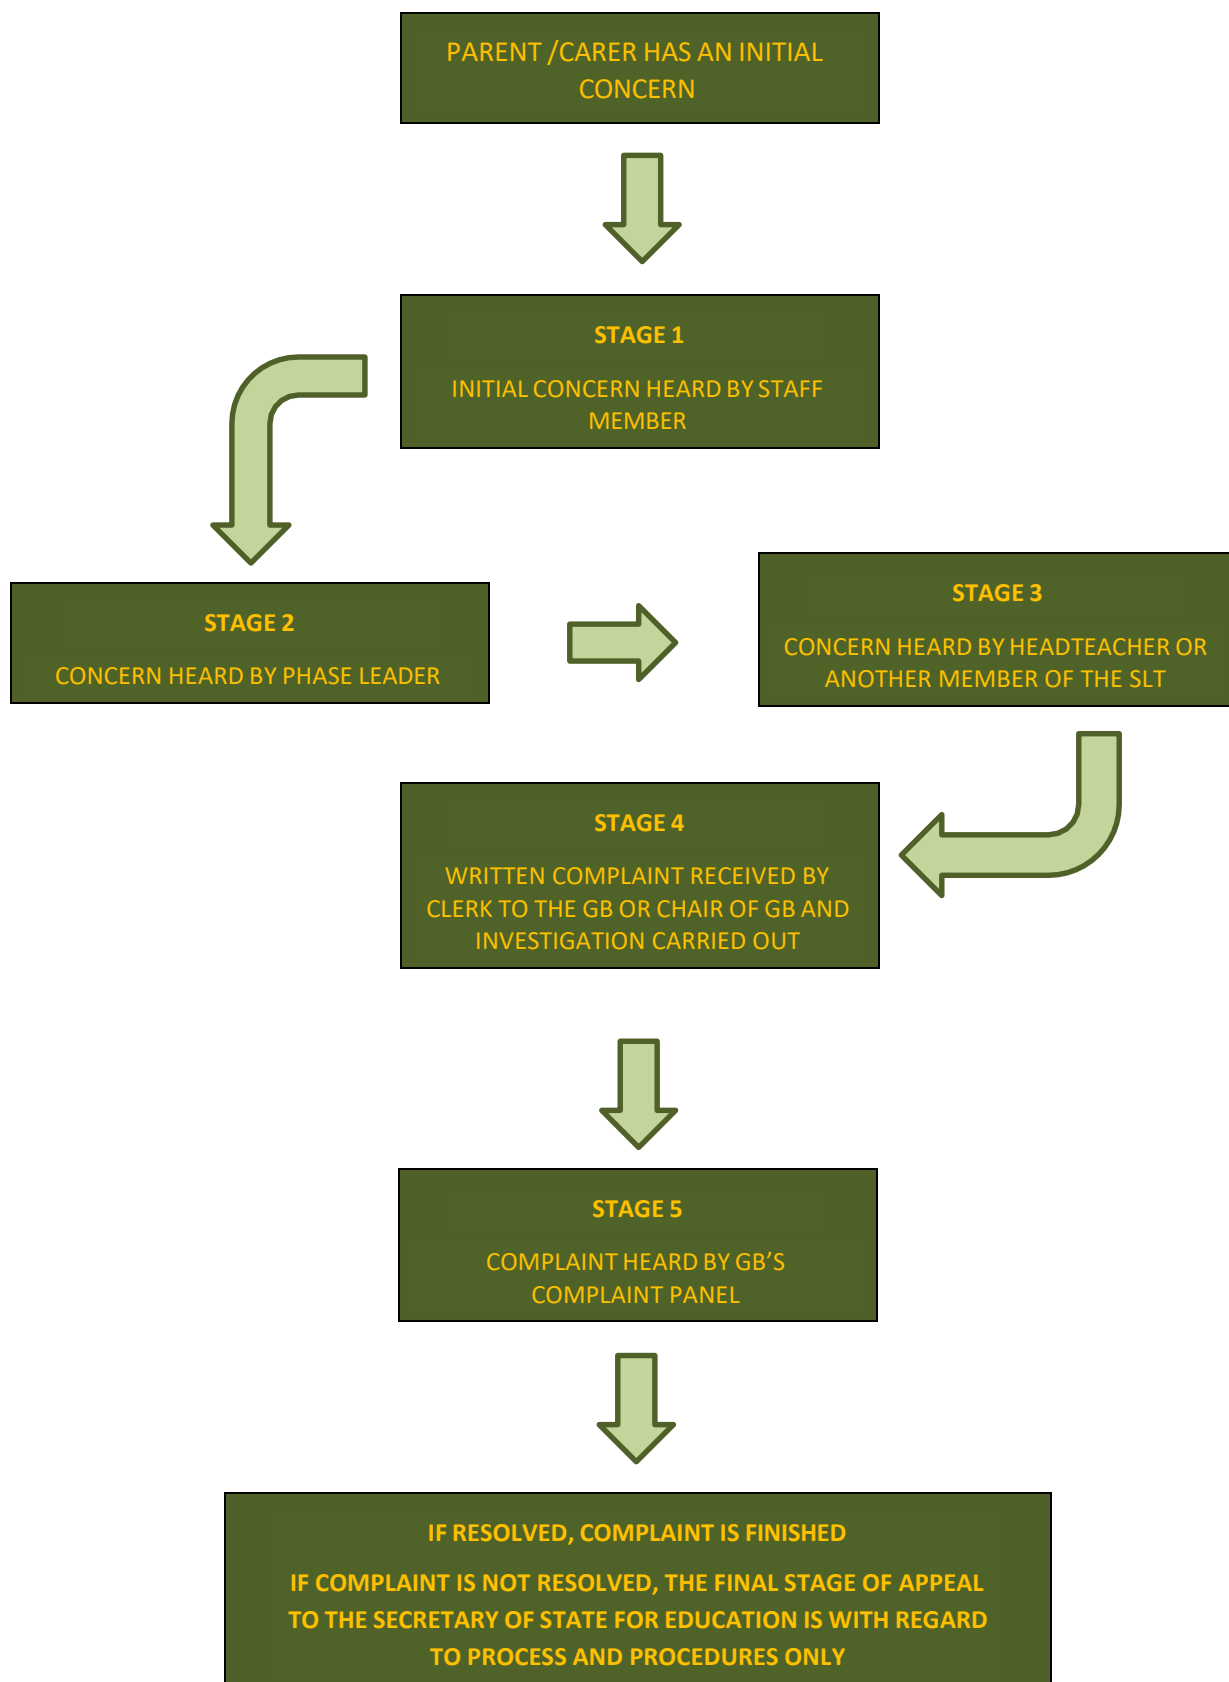 PARENT /CARER HAS AN INITIAL
CONCERN
STAGE 1
INITIAL CONCERN HEARD BY STAFF
MEMBER
STAGE 2
CONCERN HEARD BY PHASE LEADER
STAGE 3
CONCERN HEARD BY HEADTEACHER OR
ANOTHER MEMBER OF THE SLT
STAGE 4
WRITTEN COMPLAINT RECEIVED BY
CLERK TO THE GB OR CHAIR OF GB AND
INVESTIGATION CARRIED OUT
STAGE 5
COMPLAINT HEARD BY GB’S
COMPLAINT PANEL
IF RESOLVED, COMPLAINT IS FINISHED
IF COMPLAINT IS NOT RESOLVED, THE FINAL STAGE OF APPEAL
TO THE SECRETARY OF STATE FOR EDUCATION IS WITH REGARD
TO PROCESS AND PROCEDURES ONLY